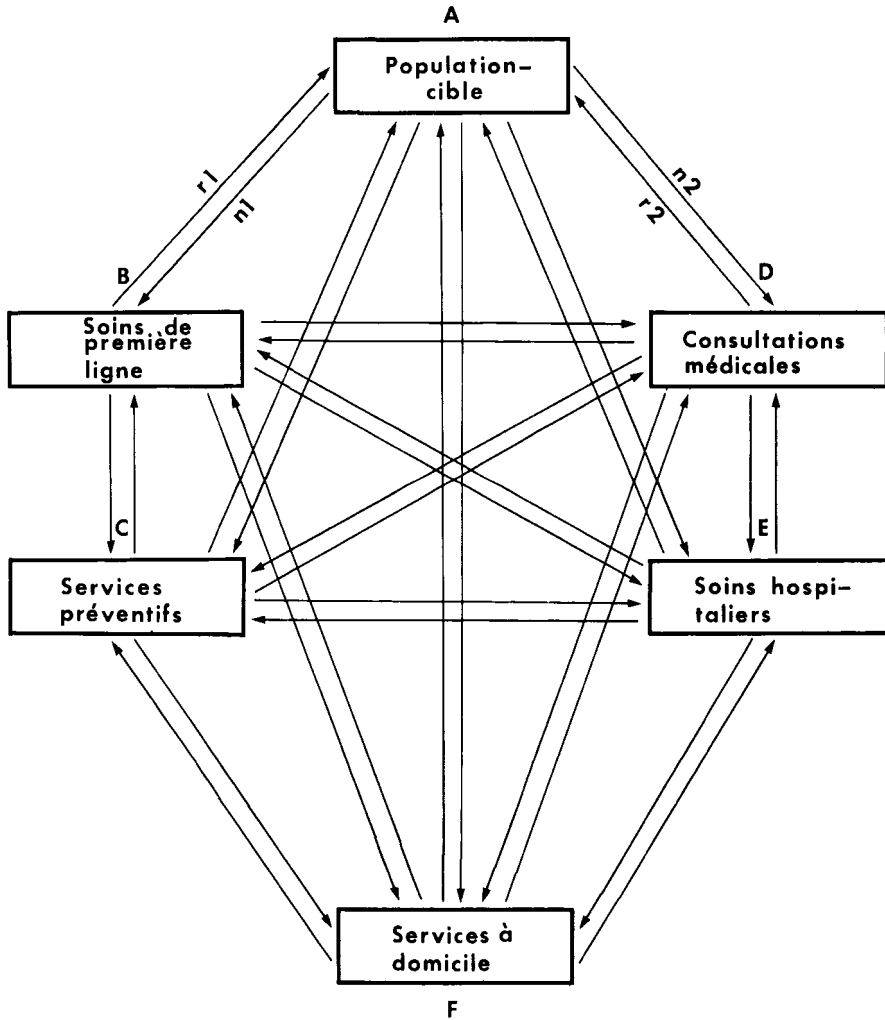 A
Population-
cible
r1
n1
n2
r2
B
D
Soins de
première
ligne
Consultations
médicales
C
E
Services
préventifs
Soins hospi-
taliers
Services à
domicile
F